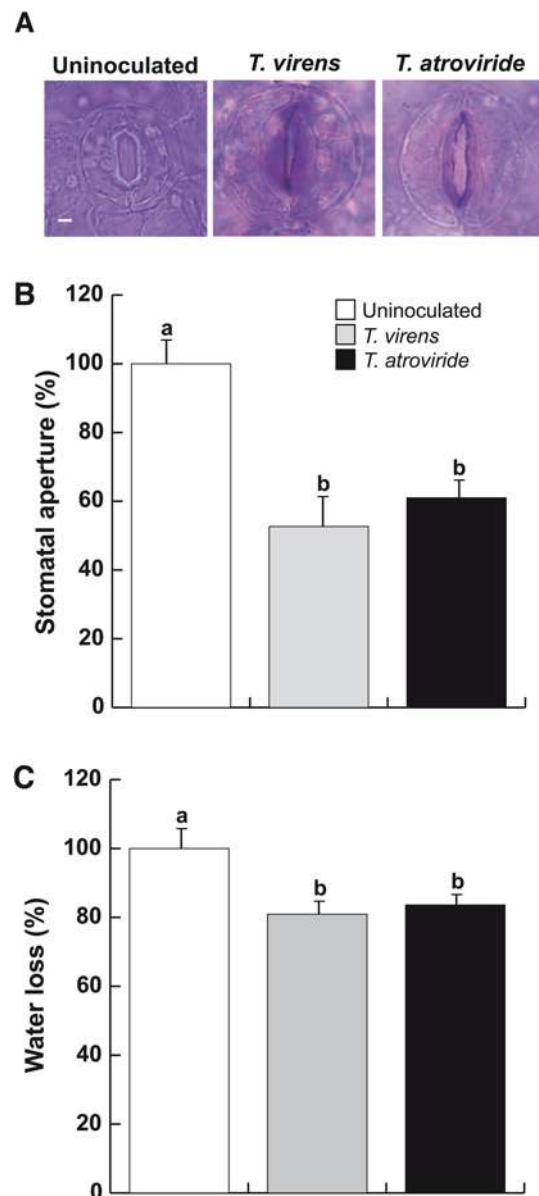 A
Uninoculated T. virens T. atroviride
B
120
100
80
60
40
20
0
Stomatal aperture (%)
a
b
b
Uninoculated
T. virens
T. atroviride
C
120
100
80
60
40
20
0
Water loss (%)
a
b
b